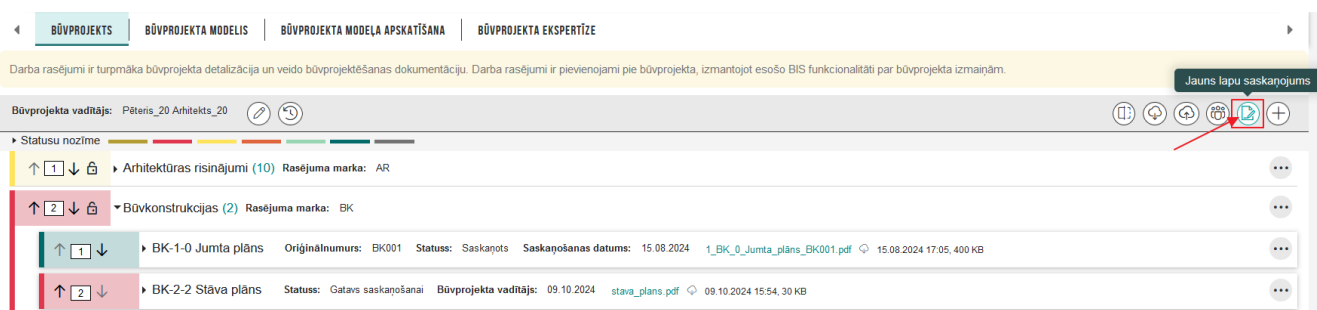 BŪVPROJEKTS BŪVPROJEKTA MODELIS BŪVPROJEKTA MODEĻA APSKATĪŠANA BŪVPROJEKTA EKSPERTĪZE
Darba rasējumi ir turpmāka būvprojekta detalizācija un veido būvprojektēšanas dokumentāciju. Darba rasējumi ir pievienojami pie būvprojekta, izmantojot esošo BIS funkcionalitāti par būvprojekta izmaiņām.
Jauns lapu saskaņojums
Būvprojekta vadītājs: Pēteris_20 Arhitekts_20
Statusu nozīme
1 Arhitektūras risinājumi (10) Rasējuma marka: AR
2 Būvkonstrukcijas (2) Rasējuma marka: BK
1 BK-1-0 Jumta plāns Oriģinālnumurs: BK001 Statuss: Saskaņots Saskaņošanas datums: 15.08.2024 1_BK_0_Jumta_plāns_BK001.pdf 15.08.2024 17:05, 400 KB
2 BK-2-2 Stāva plāns Statuss: Gatavs saskaņošanai Būvprojekta vadītājs: 09.10.2024 stava_plans.pdf 09.10.2024 15:54, 30 KB